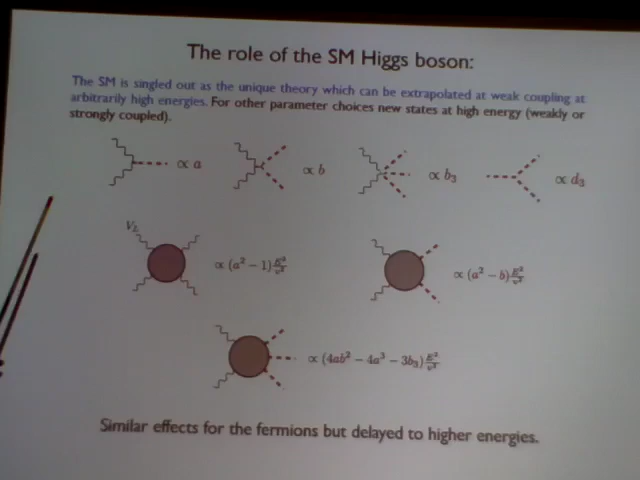 The role of the SM Higgs boson:
The SM is singled out as the unique theory which can be extrapolated at weak coupling at
arbitrarily high energies. For other parameter choices new states at high energy (weakly or
strongly coupled).
∝ a ∝ b ∝ b₃ ∝ d₃
V_L
∝ (a² − 1) E²/v² ∝ (a² − b) E²/v²
∝ (4ab² − 4a³ − 3b₃) E²/v²
Similar effects for the fermions but delayed to higher energies.